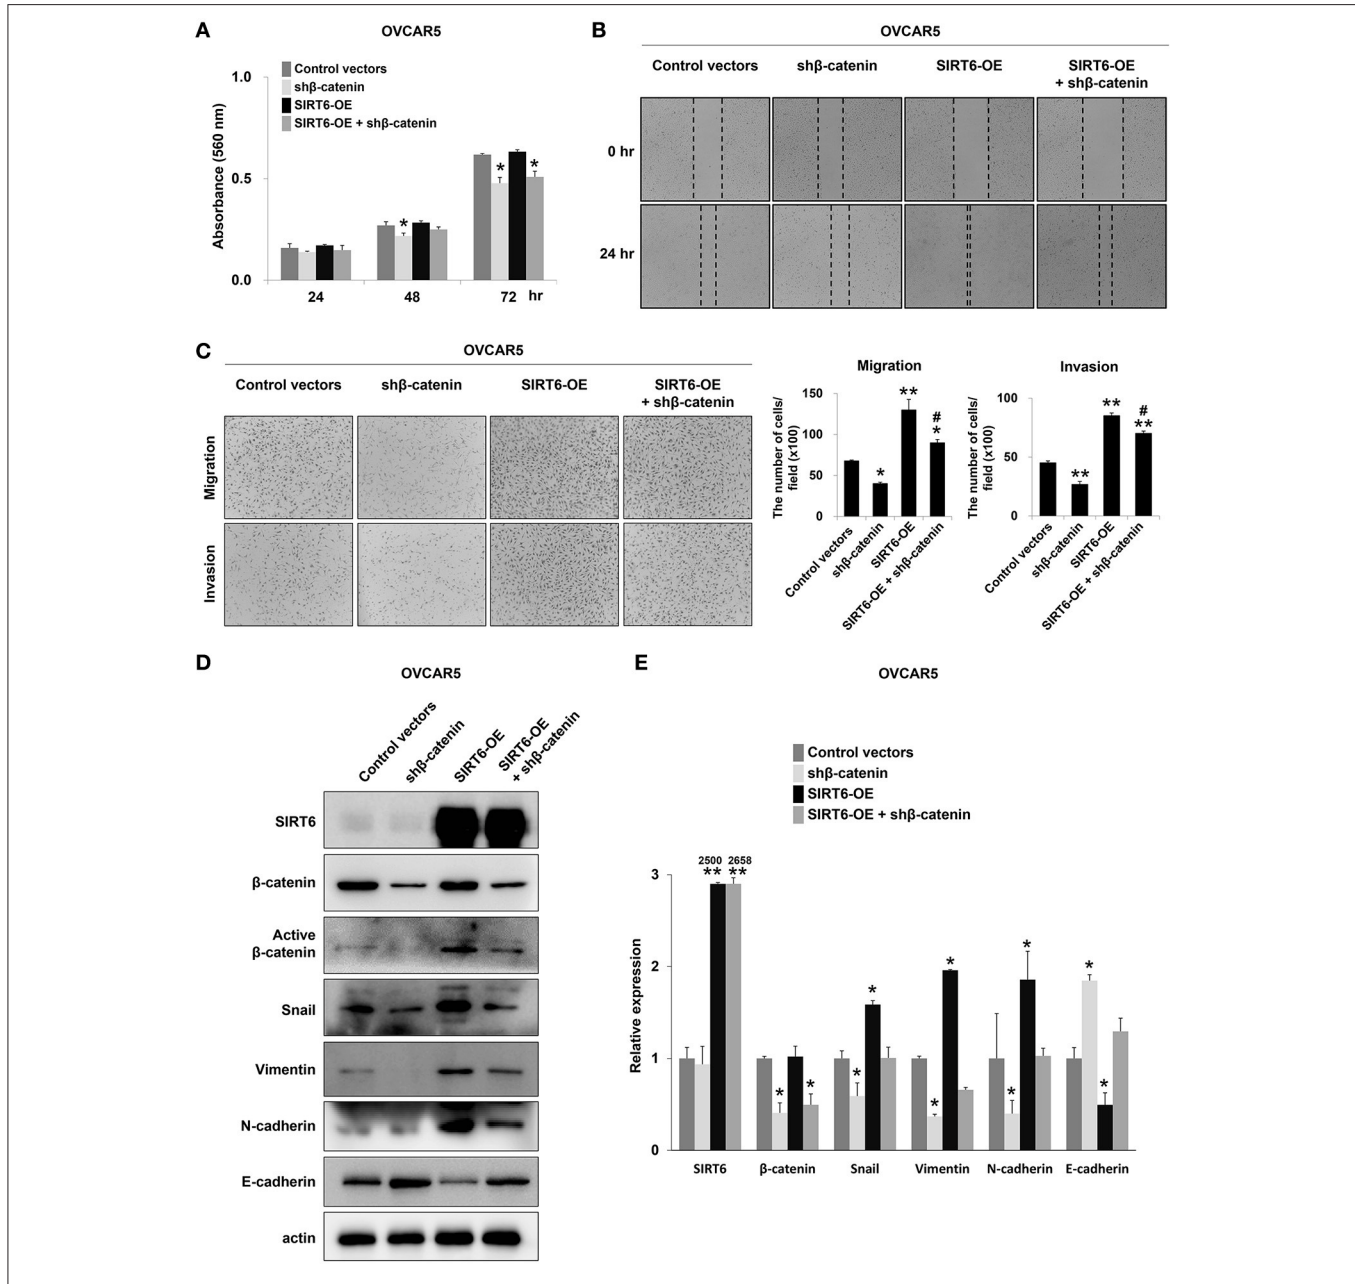 A
OVCAR5
Control vectors
shβ-catenin
SIRT6-OE
SIRT6-OE + shβ-catenin
Absorbance (560 nm)
1.0
0.5
0.0
*
*
*
24 48 72 hr
B
OVCAR5
Control vectors shβ-catenin SIRT6-OE SIRT6-OE
+ shβ-catenin
0 hr
24 hr
C
OVCAR5
Control vectors shβ-catenin SIRT6-OE SIRT6-OE
+ shβ-catenin
Migration
Invasion
Migration
The number of cells/
field (x100)
150
100
50
0
*
**
#
*
Control vectors
shβ-catenin
SIRT6-OE
SIRT6-OE + shβ-catenin
Invasion
The number of cells/
field (x100)
100
50
0
**
**
#
**
Control vectors
shβ-catenin
SIRT6-OE
SIRT6-OE + shβ-catenin
D
OVCAR5
Control vectors
shβ-catenin
SIRT6-OE
SIRT6-OE
+ shβ-catenin
SIRT6
β-catenin
Active
β-catenin
Snail
Vimentin
N-cadherin
E-cadherin
actin
E
OVCAR5
Control vectors
shβ-catenin
SIRT6-OE
SIRT6-OE + shβ-catenin
Relative expression
3
2
1
0
2500 2658
** **
* *
* *
* *
* *
* *
SIRT6 β-catenin Snail Vimentin N-cadherin E-cadherin